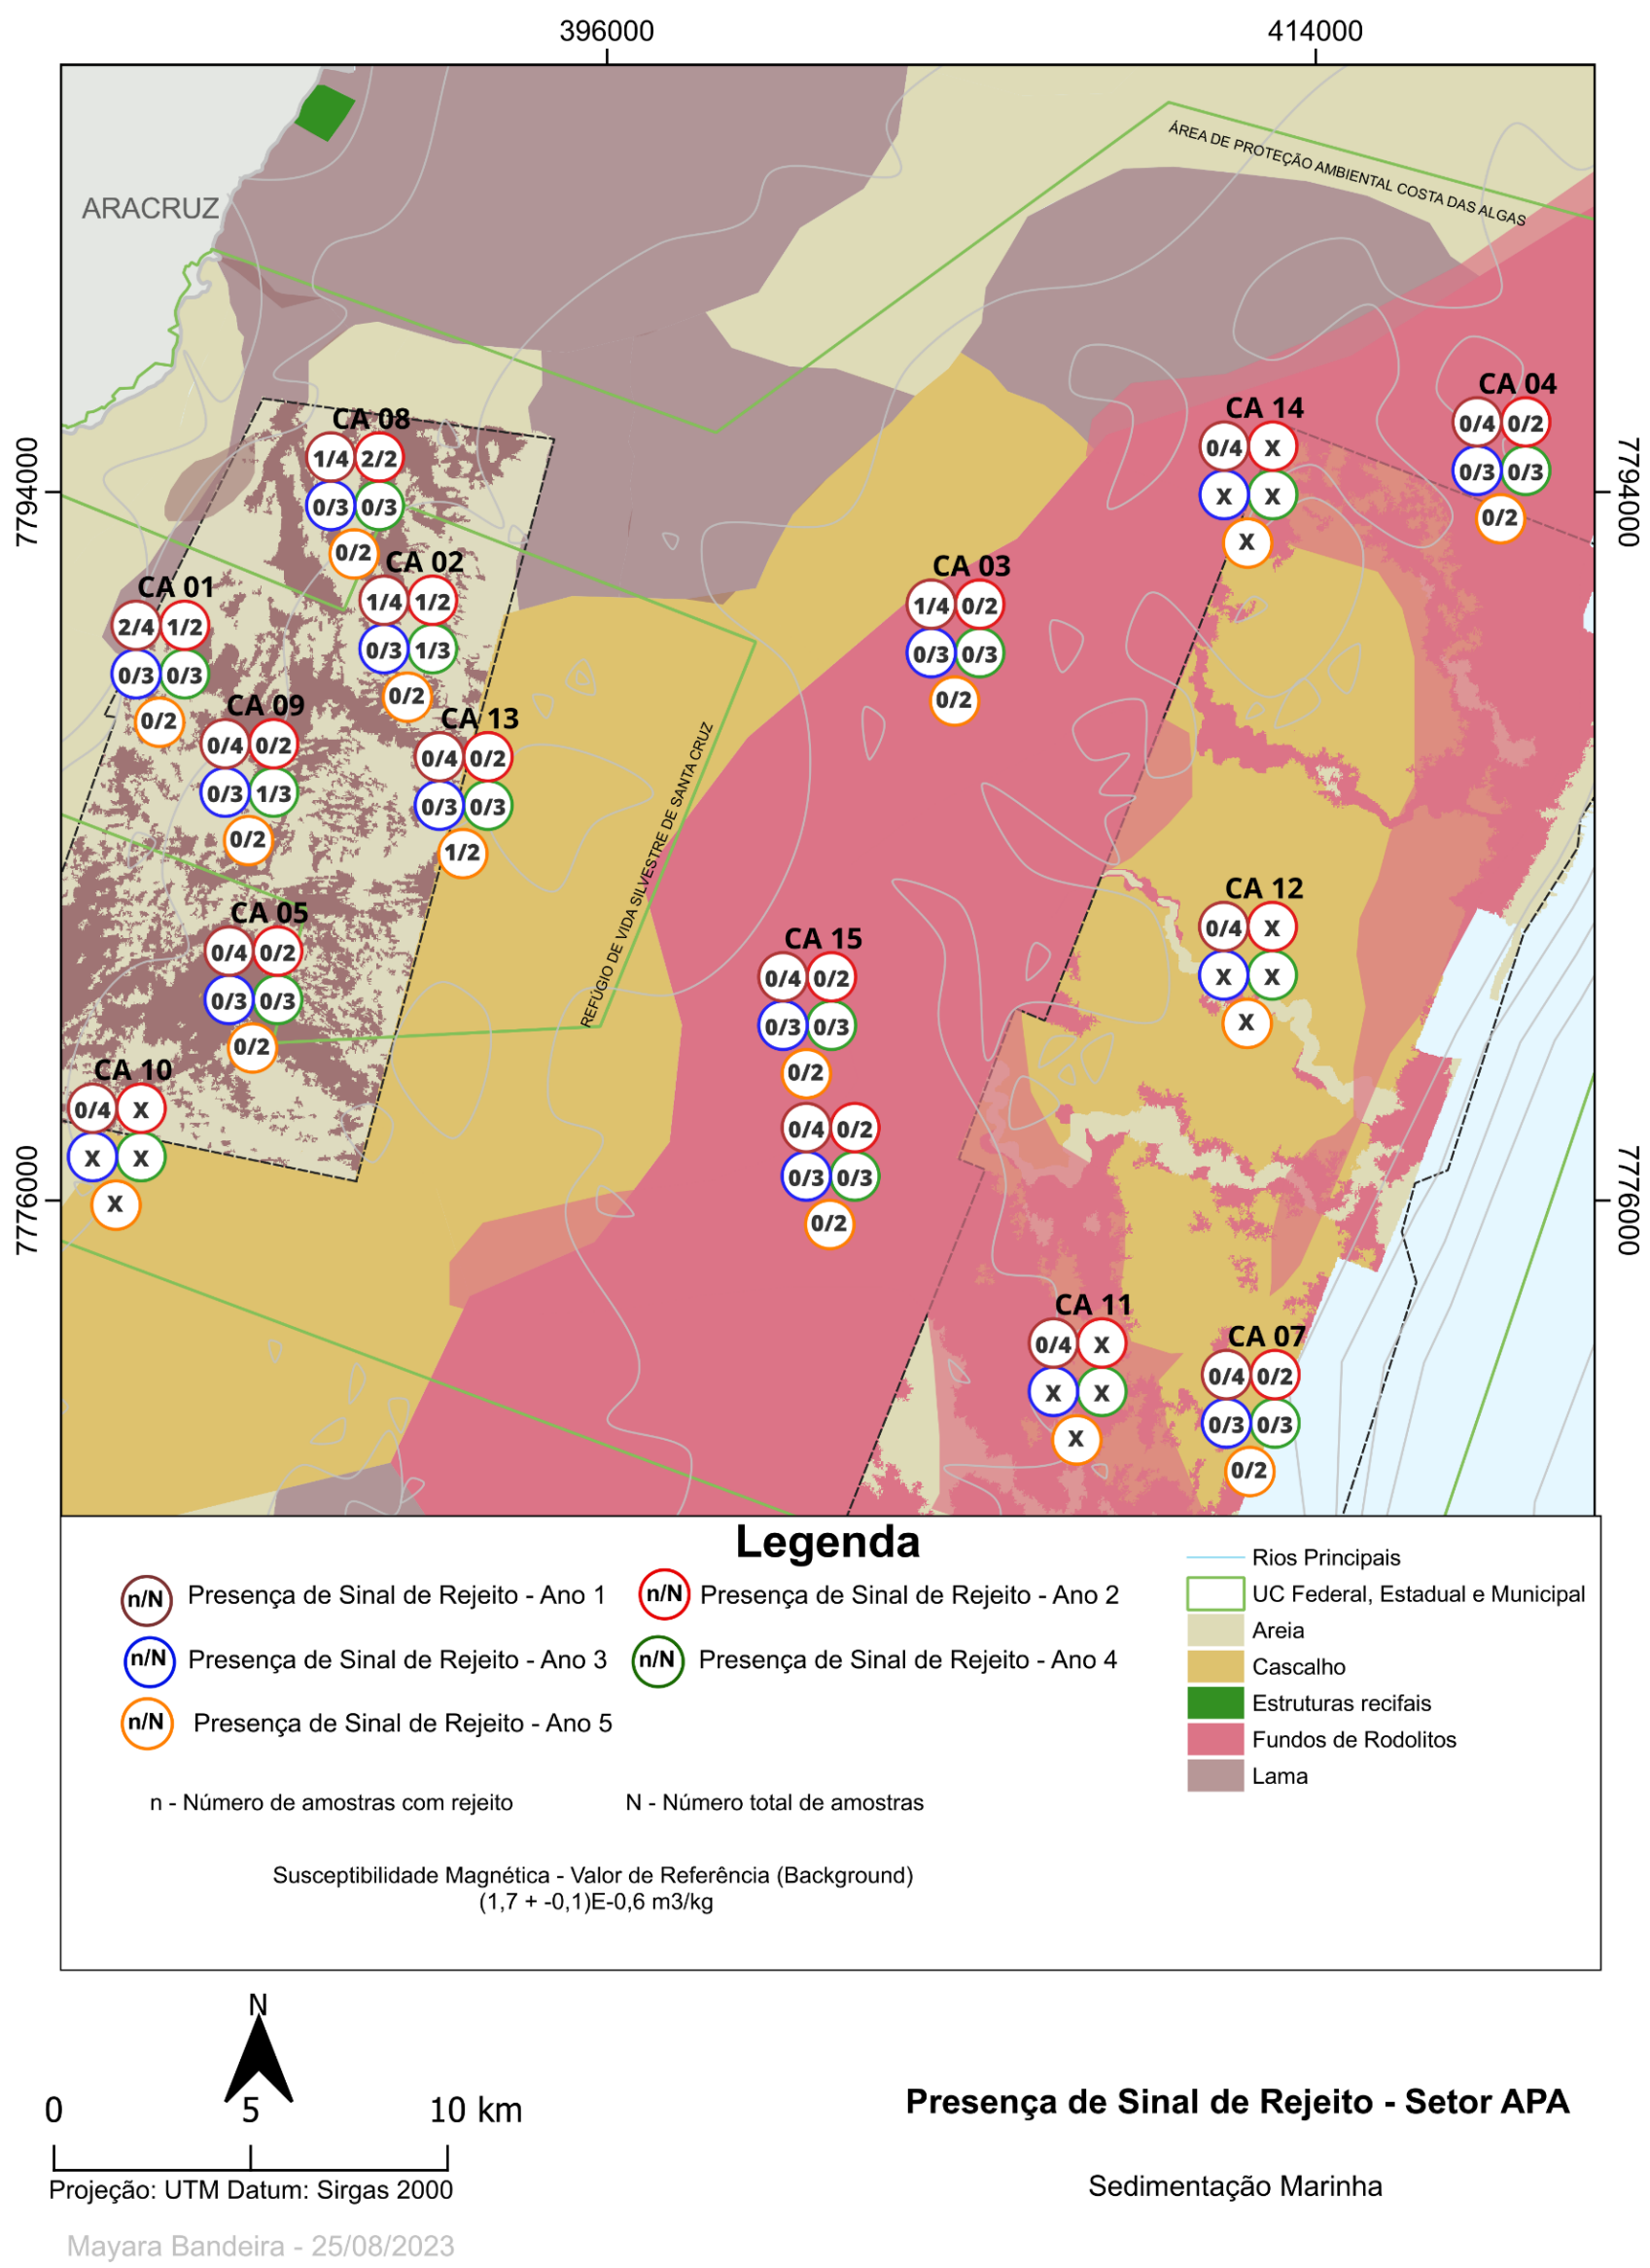 396000
414000
ÁREA DE PROTEÇÃO AMBIENTAL COSTA DAS ALGAS
ARACRUZ
7794000
7794000
CA 08
1/4 2/2
0/3 0/3
0/2
CA 14
0/4 X
X X
X
CA 04
0/4 0/2
0/3 0/3
0/2
CA 02
1/4 1/2
0/3 1/3
0/2
CA 03
1/4 0/2
0/3 0/3
0/2
CA 01
2/4 1/2
0/3 0/3
0/2
CA 09
0/4 0/2
0/3 1/3
0/2
CA 13
0/4 0/2
0/3 0/3
1/2
REFÚGIO DE VIDA SILVESTRE DE SANTA CRUZ
CA 05
0/4 0/2
0/3 0/3
0/2
CA 12
0/4 X
X X
X
CA 15
0/4 0/2
0/3 0/3
0/2
CA 10
0/4 X
X X
X
0/4 0/2
0/3 0/3
0/2
7776000
7776000
CA 11
0/4 X
X X
X
CA 07
0/4 0/2
0/3 0/3
0/2
Legenda
n/N Presença de Sinal de Rejeito - Ano 1
n/N Presença de Sinal de Rejeito - Ano 2
n/N Presença de Sinal de Rejeito - Ano 3
n/N Presença de Sinal de Rejeito - Ano 4
n/N Presença de Sinal de Rejeito - Ano 5
n - Número de amostras com rejeito
N - Número total de amostras
Susceptibilidade Magnética - Valor de Referência (Background)
(1,7 + -0,1)E-0,6 m3/kg
Rios Principais
UC Federal, Estadual e Municipal
Areia
Cascalho
Estruturas recifais
Fundos de Rodolitos
Lama
N
0 5 10 km
Projeção: UTM Datum: Sirgas 2000
Mayara Bandeira - 25/08/2023
Presença de Sinal de Rejeito - Setor APA
Sedimentação Marinha